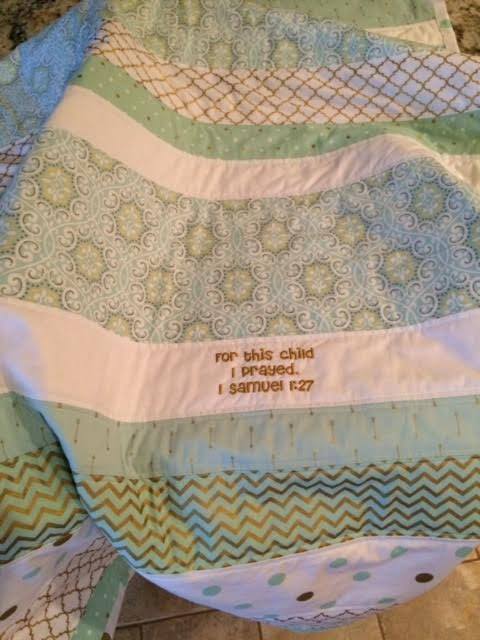 For this child
I prayed.
I Samuel 1:27